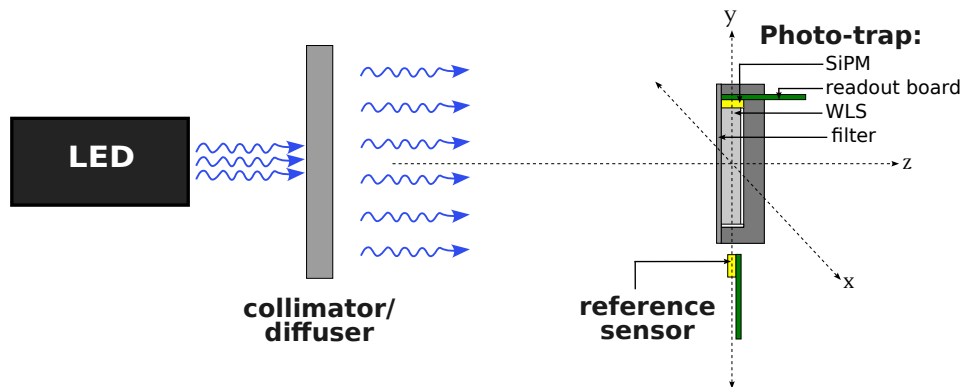 y
Photo-trap:
SiPM
readout board
WLS
filter
LED
z
x
collimator/
diffuser
reference
sensor